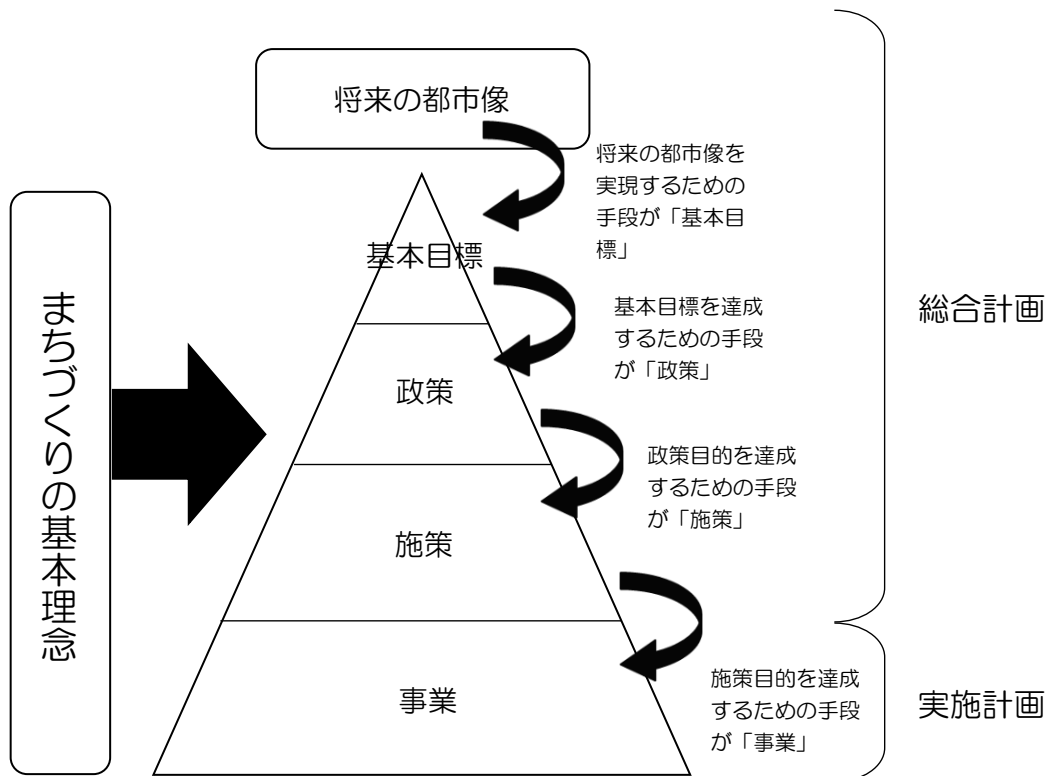 将来の都市像
将来の都市像を
実現するための
手段が「基本目
標」
基本目標
基本目標を達成
するための手段
が「政策」
総合計画
まちづくりの基本理念
政策
政策目的を達成
するための手段
が「施策」
施策
施策目的を達成
するための手段
が「事業」
事業
実施計画